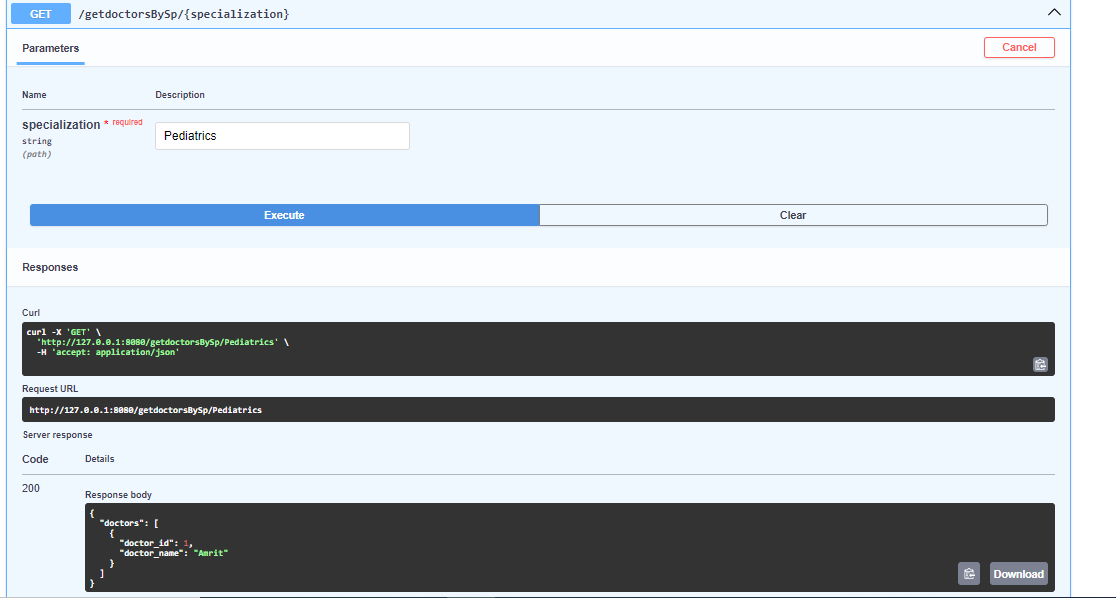 GET /getdoctorsBySp/{specialization}
Parameters Cancel
Name Description
specialization * required
Pediatrics
string
(path)
Execute Clear
Responses
Curl
curl -X 'GET' \
'http://127.0.0.1:8080/getdoctorsBySp/Pediatrics' \
-H 'accept: application/json'
Request URL
http://127.0.0.1:8080/getdoctorsBySp/Pediatrics
Server response
Code Details
200
Response body
{
"doctors": [
{
"doctor_id": 1,
"doctor_name": "Amrit"
}
]
}
Download